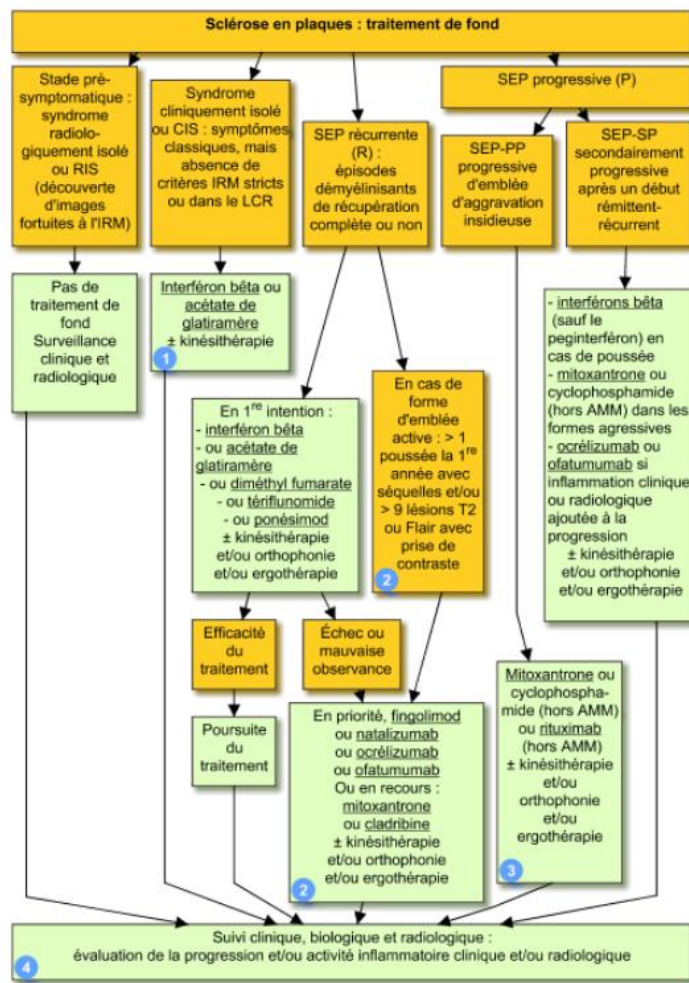 Sclérose en plaques : traitement de fond
Stade pré-
symptomatique :
syndrome
radiolo-
giquement isolé
ou RIS
(découverte
d'images
fortuites à l'IRM)
Syndrome
cliniquement isolé
ou CIS : symptômes
classiques, mais
absence de
critères IRM stricts
ou dans le LCR
SEP récurrente (R) :
épisodes
démyélinisants
de récupération
complète ou non
SEP progressive (P)
SEP-PP
progressive
d'emblée
d'aggravation
insidieuse
SEP-SP
secondairement
progressive
après un début
rémittent-
récurrent
Pas de
traitement de
fond
Surveillance
clinique et
radiologique
Interféron bêta ou
acétate de
glatiramère
± kinésithérapie
1
En 1re intention :
- interféron bêta
- ou acétate de
glatiramère
- ou diméthyl fumarate
- ou tériflunomide
- ou ponésimod
± kinésithérapie
et/ou orthophonie
et/ou ergothérapie
En cas de
forme
d'emblée
active : > 1
poussée la 1re
année avec
séquelles et/ou
> 9 lésions T2
ou Flair avec
prise de
contraste
2
- interférons bêta
(sauf le
peginterféron) en
cas de poussée
- mitoxantrone ou
cyclophosphamide
(hors AMM) dans les
formes agressives
- ocrélizumab ou
ofatumumab si
inflammation clinique
ou radiologique
ajoutée à la
progression
± kinésithérapie
et/ou orthophonie
et/ou ergothérapie
Efficacité
du
traitement
Échec ou
mauvaise
observance
Poursuite
du
traitement
En priorité, fingolimod
ou natalizumab
ou ocrélizumab
ou ofatumumab
Ou en recours :
mitoxantrone
ou cladribine
± kinésithérapie
et/ou orthophonie
et/ou ergothérapie
2
Mitoxantrone ou
cyclophospha-
mide (hors AMM)
ou rituximab
(hors AMM)
± kinésithérapie
et/ou
orthophonie
et/ou
ergothérapie
3
Suivi clinique, biologique et radiologique :
évaluation de la progression et/ou activité inflammatoire clinique et/ou radiologique
4